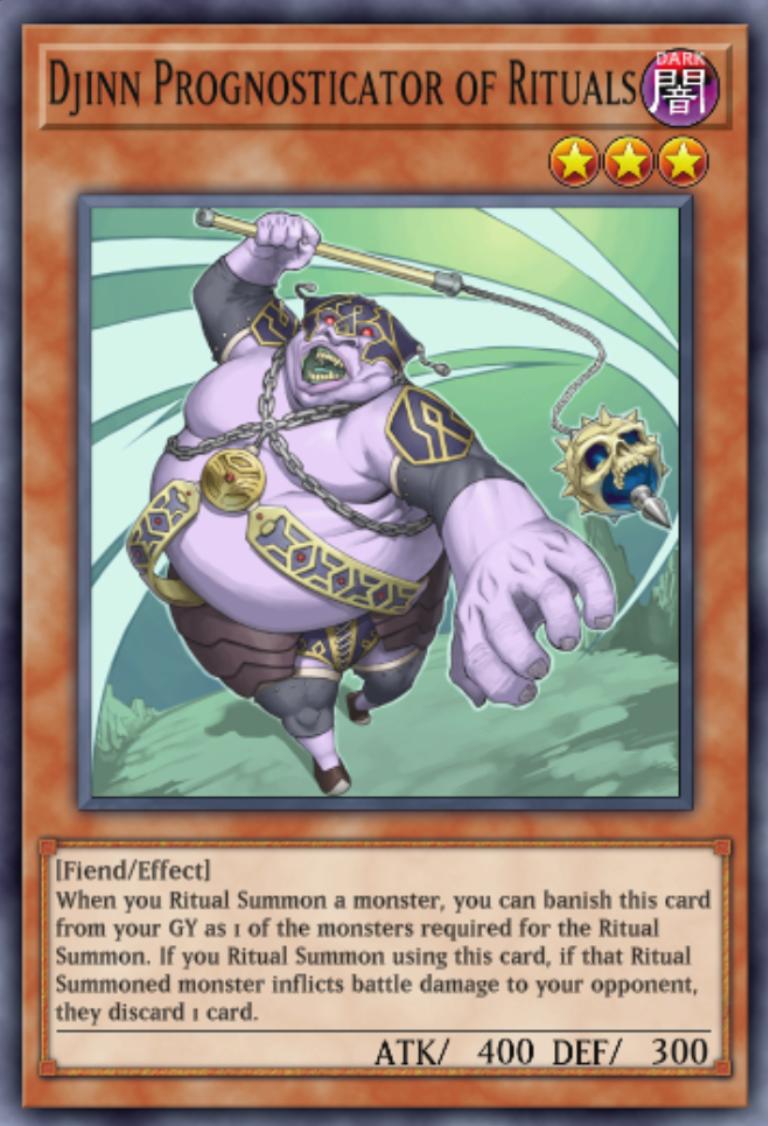 Djinn Prognosticator of Rituals
DARK
闇
[Fiend/Effect]
When you Ritual Summon a monster, you can banish this card
from your GY as 1 of the monsters required for the Ritual
Summon. If you Ritual Summon using this card, if that Ritual
Summoned monster inflicts battle damage to your opponent,
they discard 1 card.
ATK/ 400 DEF/ 300